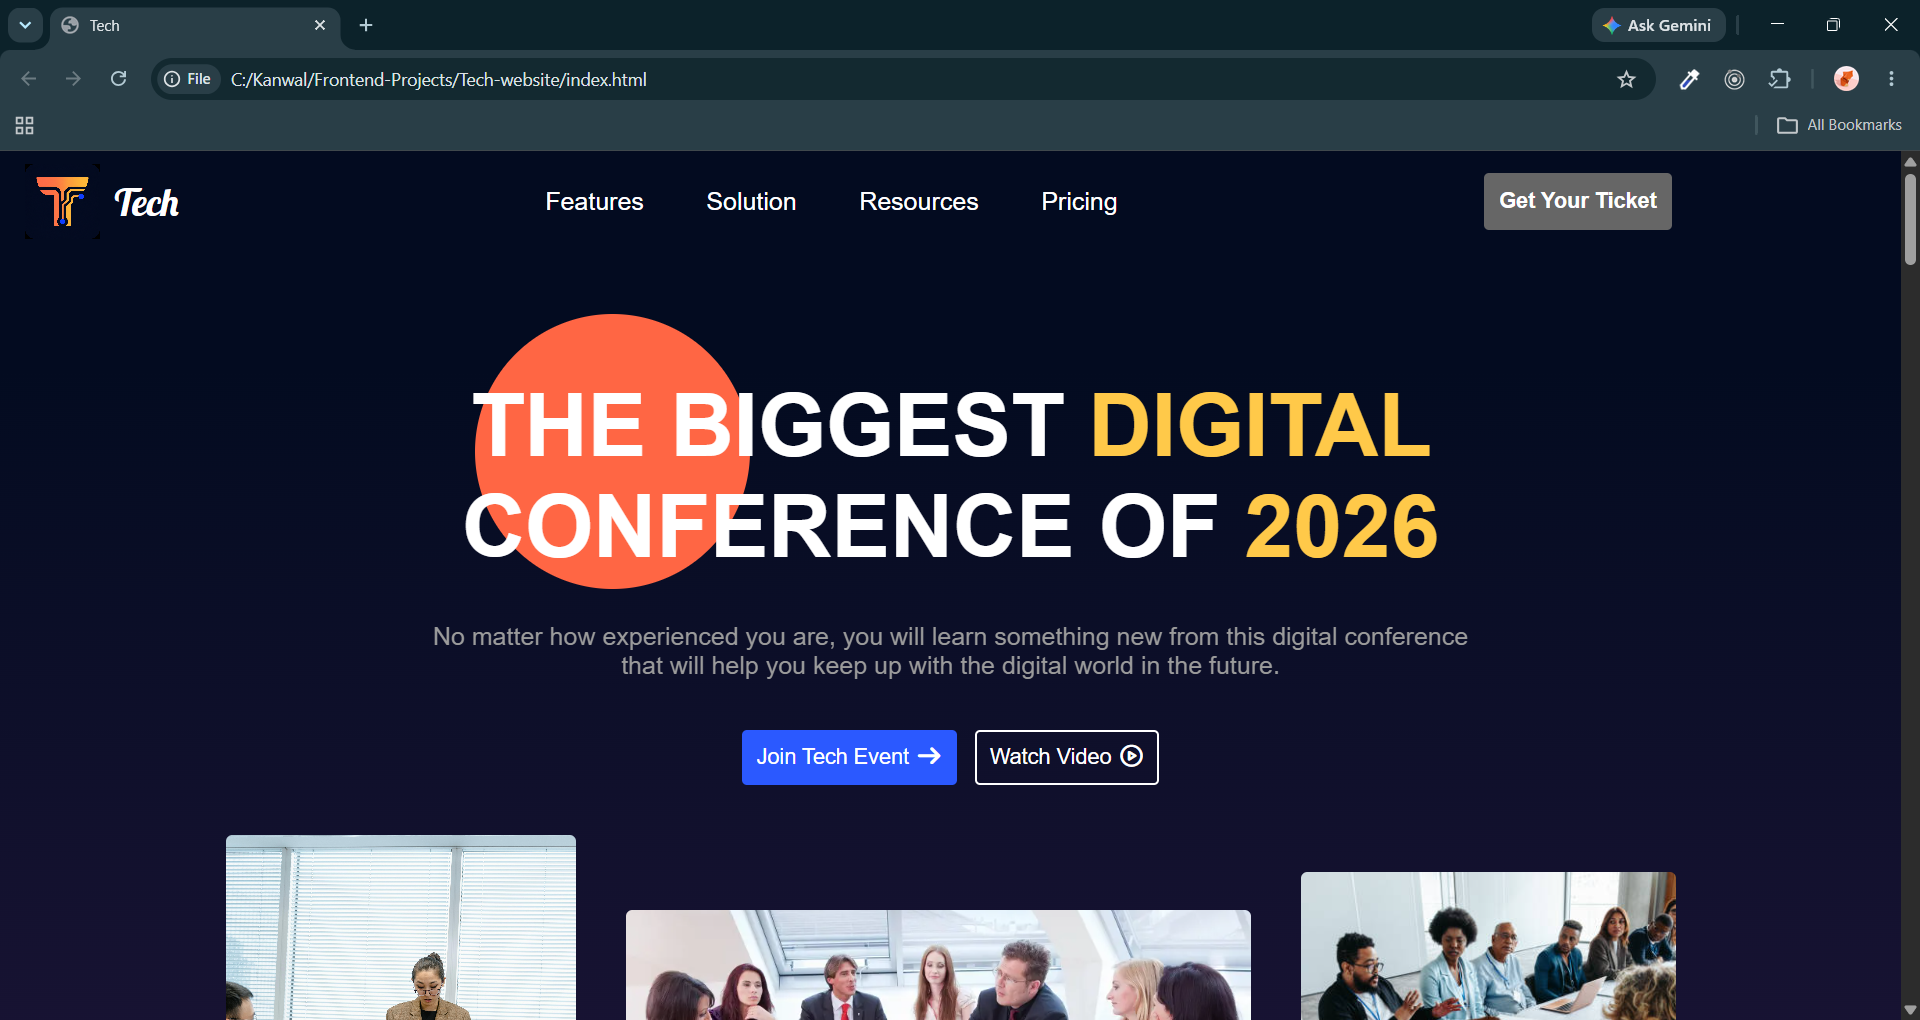 Tech
Ask Gemini
File
C:/Kanwal/Frontend-Projects/Tech-website/index.html
All Bookmarks
Tech
Features
Solution
Resources
Pricing
Get Your Ticket
THE BIGGEST DIGITAL
CONFERENCE OF 2026
No matter how experienced you are, you will learn something new from this digital conference
that will help you keep up with the digital world in the future.
Join Tech Event
Watch Video